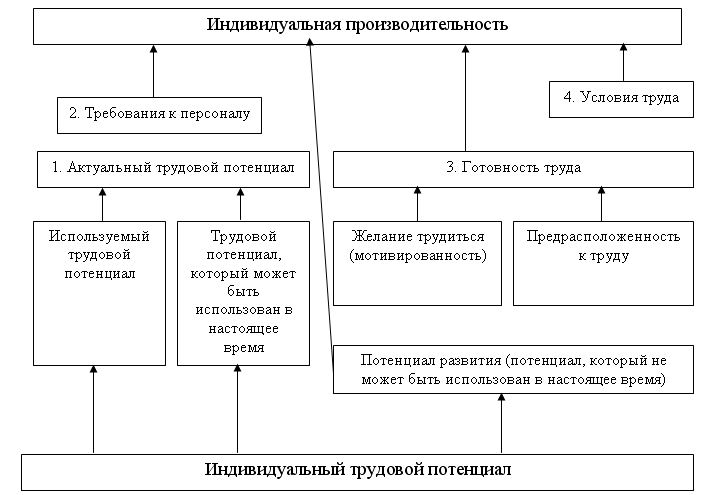 Индивидуальная производительность
2. Требования к персоналу
4. Условия труда
1. Актуальный трудовой потенциал
3. Готовность труда
Используемый
трудовой
потенциал
Трудовой
потенциал,
который может
быть
использован в
настоящее
время
Желание трудиться
(мотивированность)
Предрасположенность
к труду
Потенциал развития (потенциал, который не
может быть использован в настоящее время)
Индивидуальный трудовой потенциал